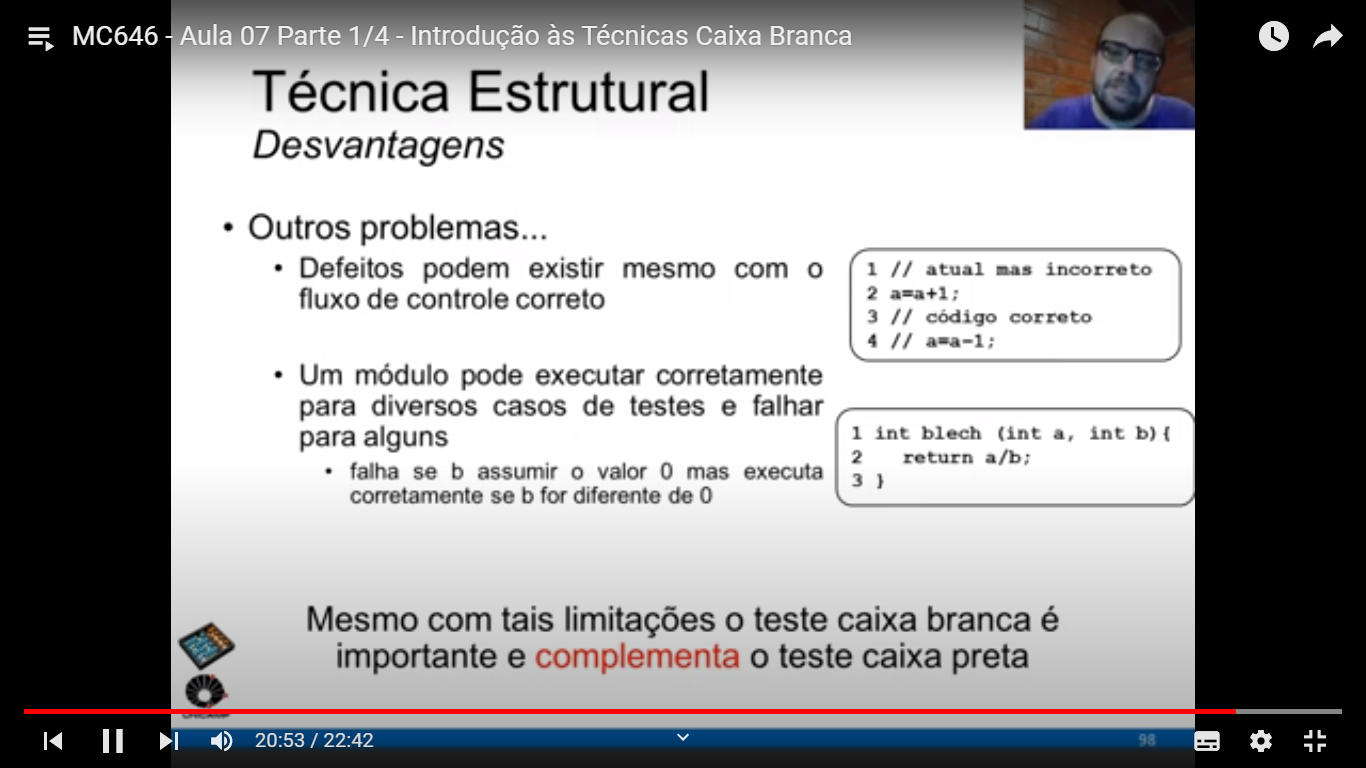 MC646 - Aula 07 Parte 1/4 - Introdução às Técnicas Caixa Branca
Técnica Estrutural
Desvantagens
• Outros problemas...
• Defeitos podem existir mesmo com o
fluxo de controle correto
1 // atual mas incorreto
2 a=a+1;
3 // código correto
4 // a=a-1;
• Um módulo pode executar corretamente
para diversos casos de testes e falhar
para alguns
• falha se b assumir o valor 0 mas executa
corretamente se b for diferente de 0
1 int blech (int a, int b){
2 return a/b;
3 }
Mesmo com tais limitações o teste caixa branca é
importante e complementa o teste caixa preta
UNICAMP
20:53 / 22:42
98